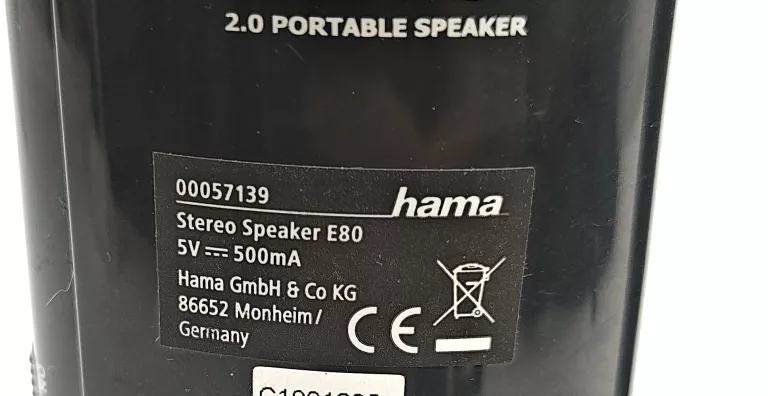 2.0 PORTABLE SPEAKER
00057139
hama
Stereo Speaker E80
5V ⎓ 500mA
Hama GmbH & Co KG
86652 Monheim/
Germany
CE